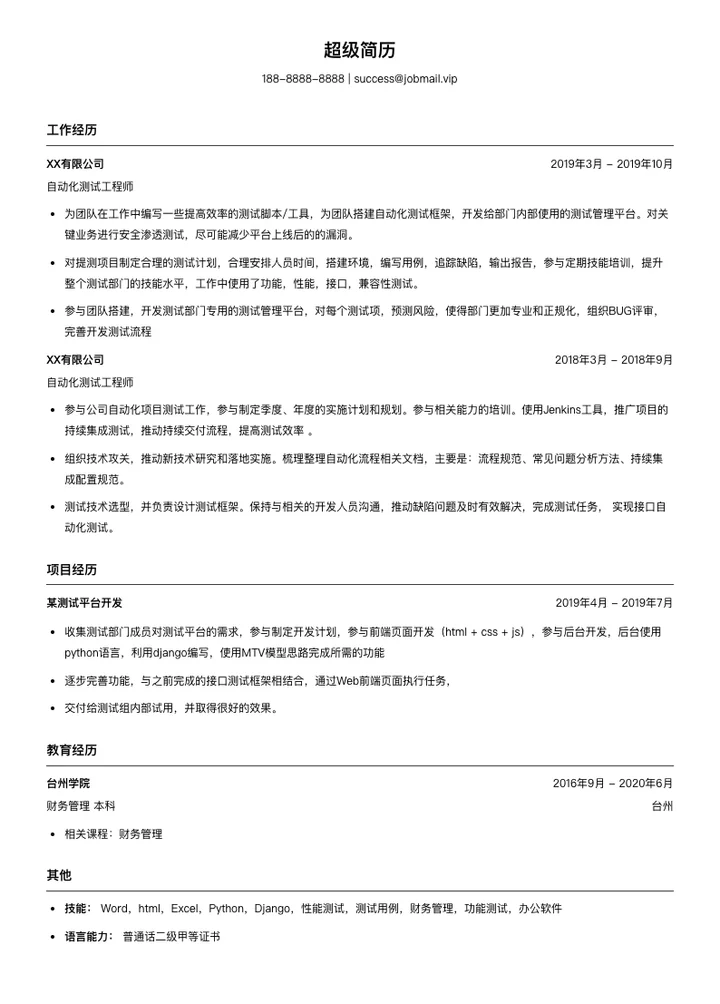 超级简历
188-8888-8888 | success@jobmail.vip
工作经历
XX有限公司 2019年3月 – 2019年10月
自动化测试工程师
• 为团队在工作中编写一些提高效率的测试脚本/工具，为团队搭建自动化测试框架，开发给部门内部使用的测试管理平台。对关
键业务进行安全渗透测试，尽可能减少平台上线后的的漏洞。
• 对提测项目制定合理的测试计划，合理安排人员时间，搭建环境，编写用例，追踪缺陷，输出报告，参与定期技能培训，提升
整个测试部门的技能水平，工作中使用了功能，性能，接口，兼容性测试。
• 参与团队搭建，开发测试部门专用的测试管理平台，对每个测试项，预测风险，使得部门更加专业和正规化，组织BUG评审，
完善开发测试流程
XX有限公司 2018年3月 – 2018年9月
自动化测试工程师
• 参与公司自动化项目测试工作，参与制定季度、年度的实施计划和规划。参与相关能力的培训。使用Jenkins工具，推广项目的
持续集成测试，推动持续交付流程，提高测试效率 。
• 组织技术攻关，推动新技术研究和落地实施。梳理整理自动化流程相关文档，主要是：流程规范、常见问题分析方法、持续集
成配置规范。
• 测试技术选型，并负责设计测试框架。保持与相关的开发人员沟通，推动缺陷问题及时有效解决，完成测试任务， 实现接口自
动化测试。
项目经历
某测试平台开发 2019年4月 – 2019年7月
• 收集测试部门成员对测试平台的需求，参与制定开发计划，参与前端页面开发（html + css + js），参与后台开发，后台使用
python语言，利用django编写，使用MTV模型思路完成所需的功能
• 逐步完善功能，与之前完成的接口测试框架相结合，通过Web前端页面执行任务，
• 交付给测试组内部试用，并取得很好的效果。
教育经历
台州学院 2016年9月 – 2020年6月
财务管理 本科 台州
• 相关课程：财务管理
其他
• 技能： Word，html，Excel，Python，Django，性能测试，测试用例，财务管理，功能测试，办公软件
• 语言能力： 普通话二级甲等证书